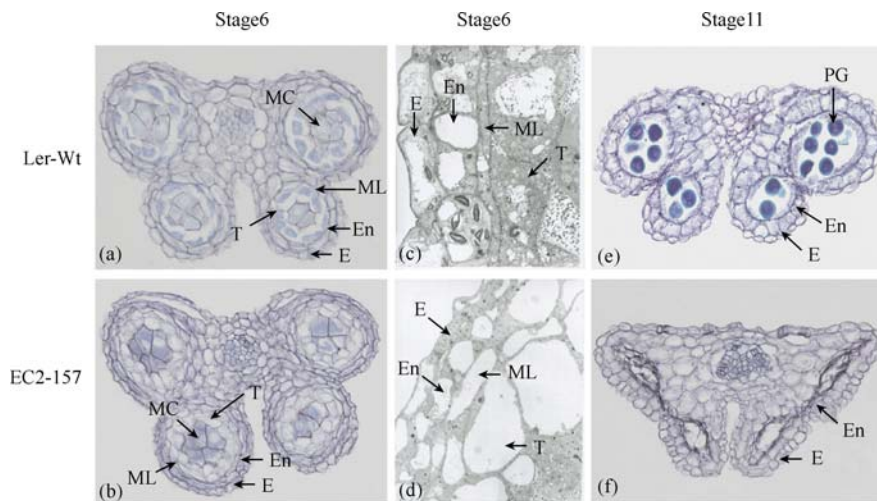 Stage6 Stage6 Stage11
Ler-Wt
MC
ML
T
En
E
(a)
E
En
ML
T
(c)
PG
En
E
(e)
EC2-157
MC
T
ML
En
E
(b)
E
En
ML
T
(d)
En
E
(f)